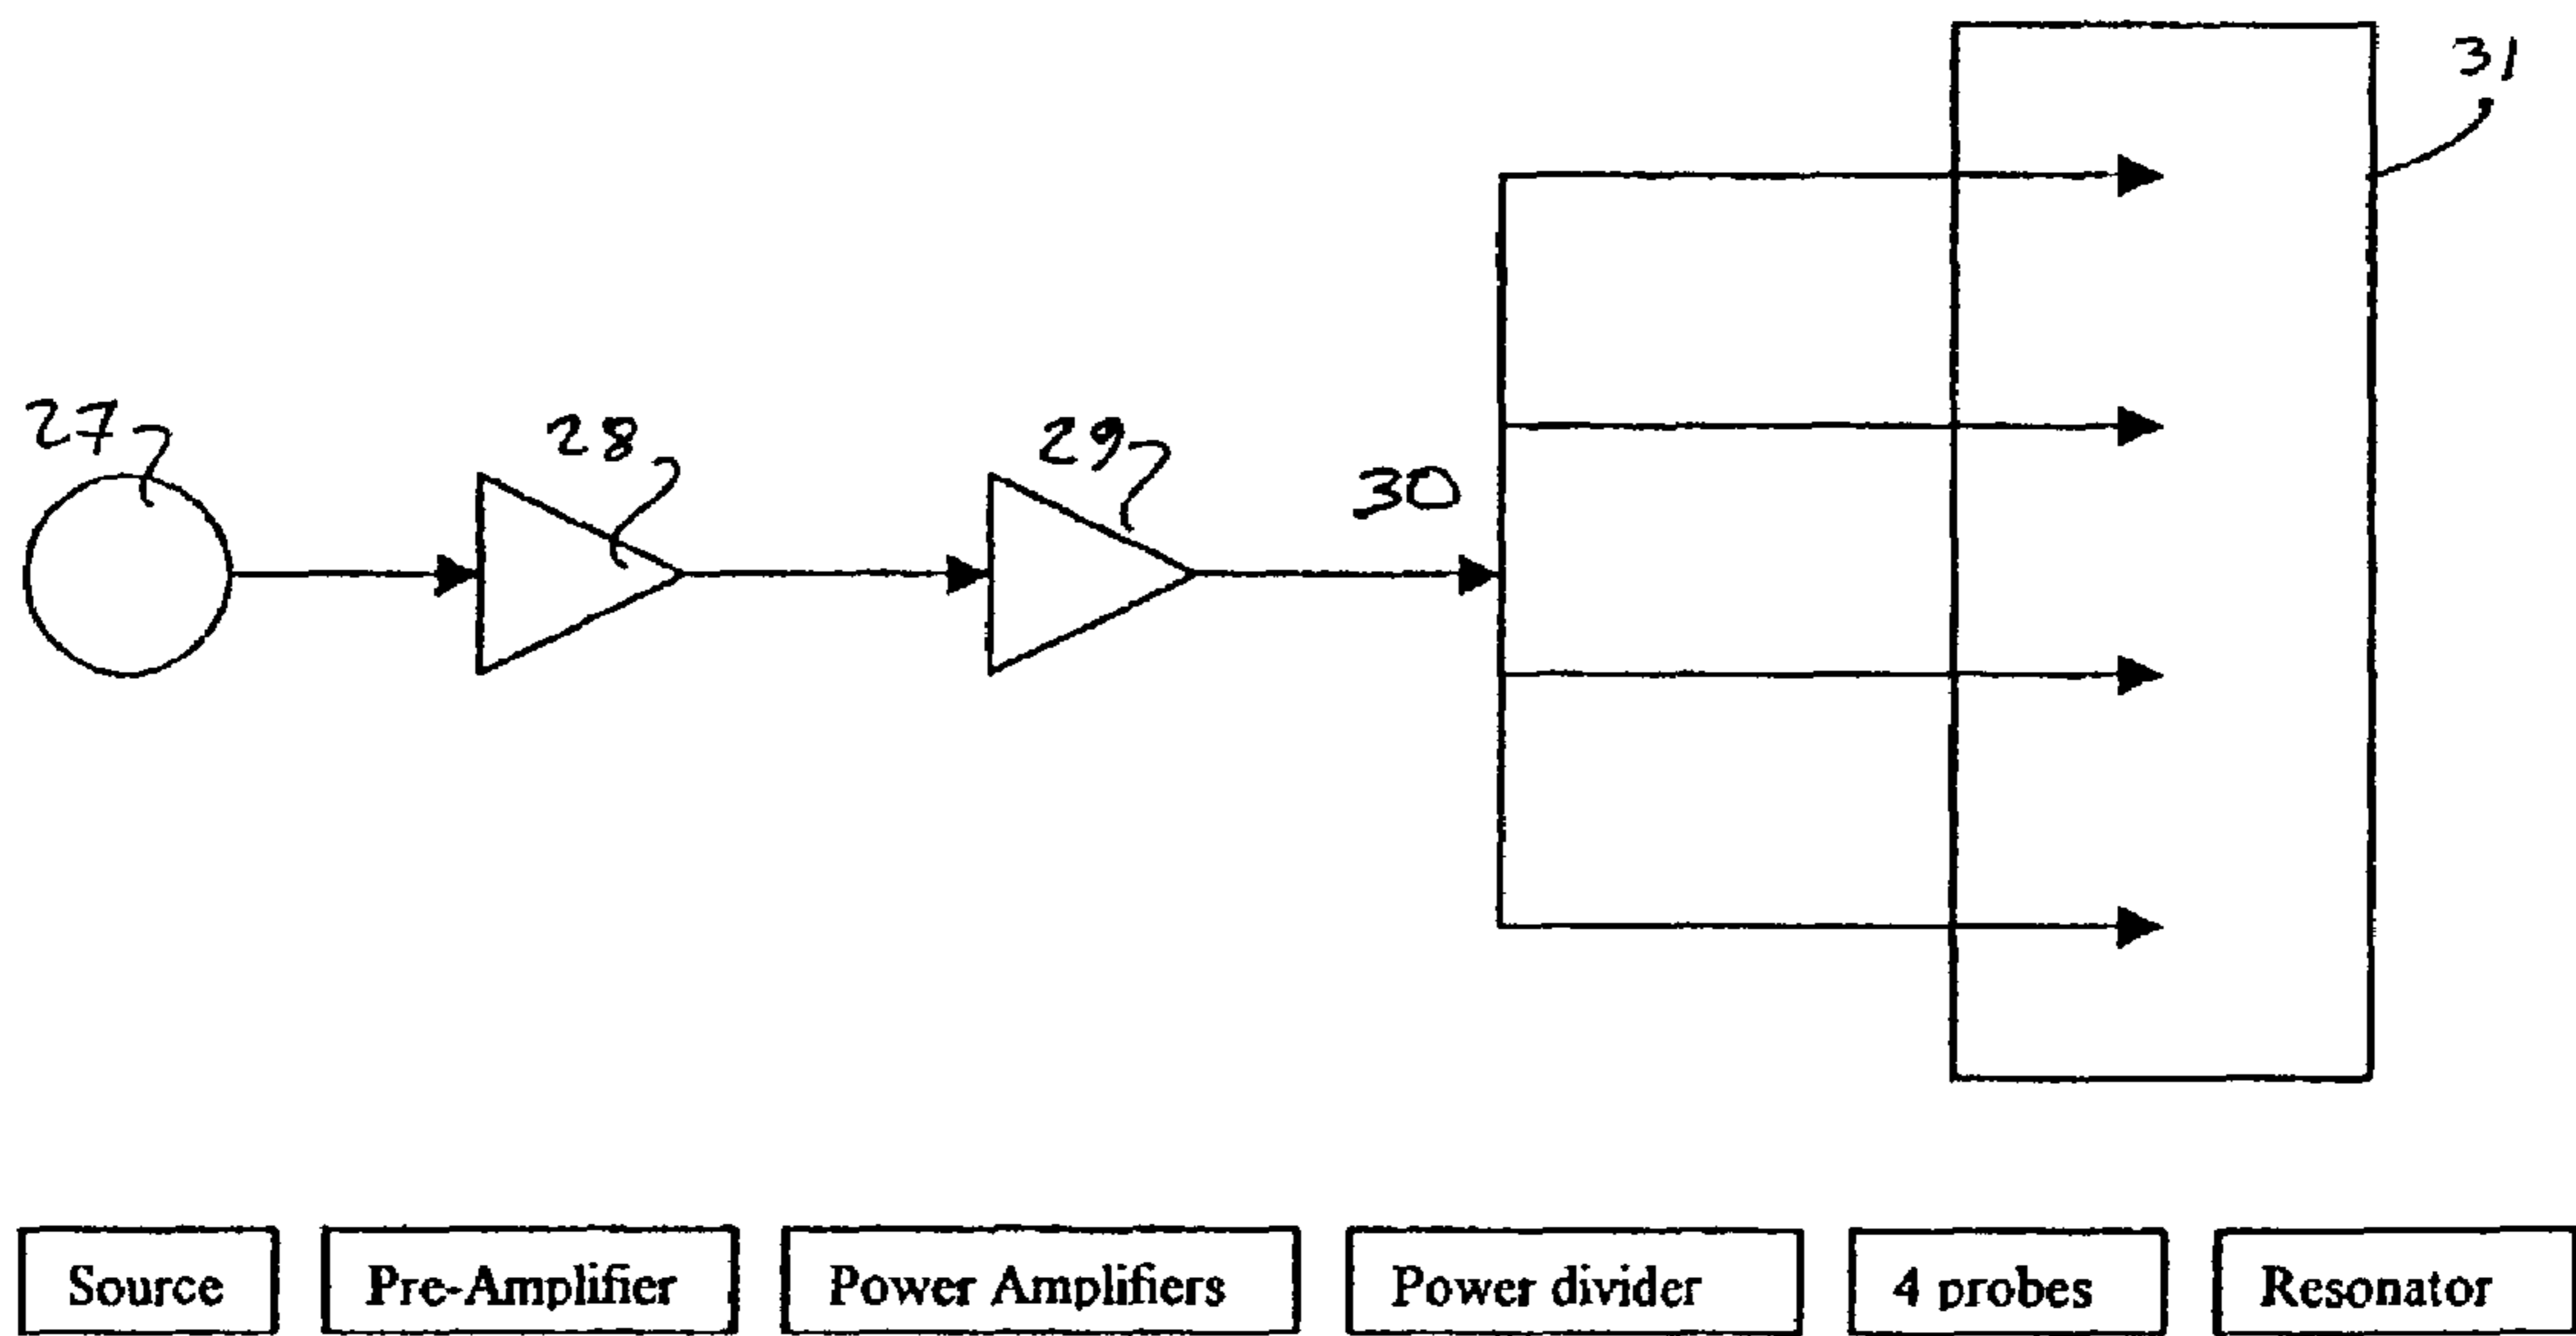 31
27
28
29
30
Source
Pre-Amplifier
Power Amplifiers
Power divider
4 probes
Resonator